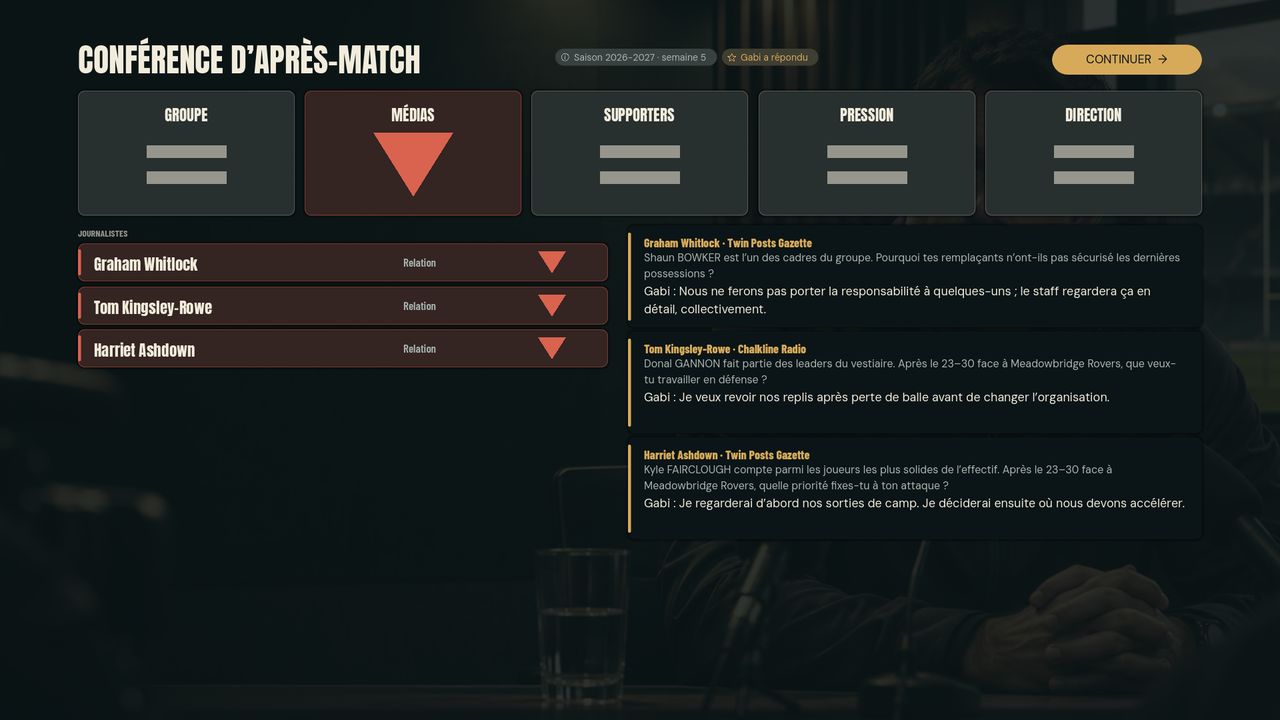 CONFÉRENCE D’APRÈS-MATCH
Saison 2026-2027 · semaine 5
Gabi a répondu
CONTINUER →
GROUPE
MÉDIAS
SUPPORTERS
PRESSION
DIRECTION
JOURNALISTES
Graham Whitlock Relation
Tom Kingsley-Rowe Relation
Harriet Ashdown Relation
Graham Whitlock · Twin Posts Gazette
Shaun BOWKER est l’un des cadres du groupe. Pourquoi tes remplaçants n’ont-ils pas sécurisé les dernières
possessions ?
Gabi : Nous ne ferons pas porter la responsabilité à quelques-uns ; le staff regardera ça en
détail, collectivement.
Tom Kingsley-Rowe · Chalkline Radio
Donal GANNON fait partie des leaders du vestiaire. Après le 23–30 face à Meadowbridge Rovers, que veux-
tu travailler en défense ?
Gabi : Je veux revoir nos replis après perte de balle avant de changer l’organisation.
Harriet Ashdown · Twin Posts Gazette
Kyle FAIRCLOUGH compte parmi les joueurs les plus solides de l’effectif. Après le 23–30 face à
Meadowbridge Rovers, quelle priorité fixes-tu à ton attaque ?
Gabi : Je regarderai d’abord nos sorties de camp. Je déciderai ensuite où nous devons accélérer.